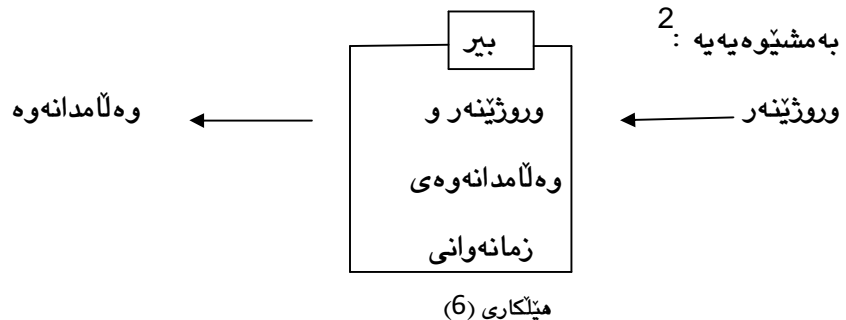 بەمشێوەیەیە :2
بیر
وروژێنەر
وروژێنەر و
وەڵامدانەوەی
زمانەوانی
وەڵامدانەوە
هێڵکاری (6)